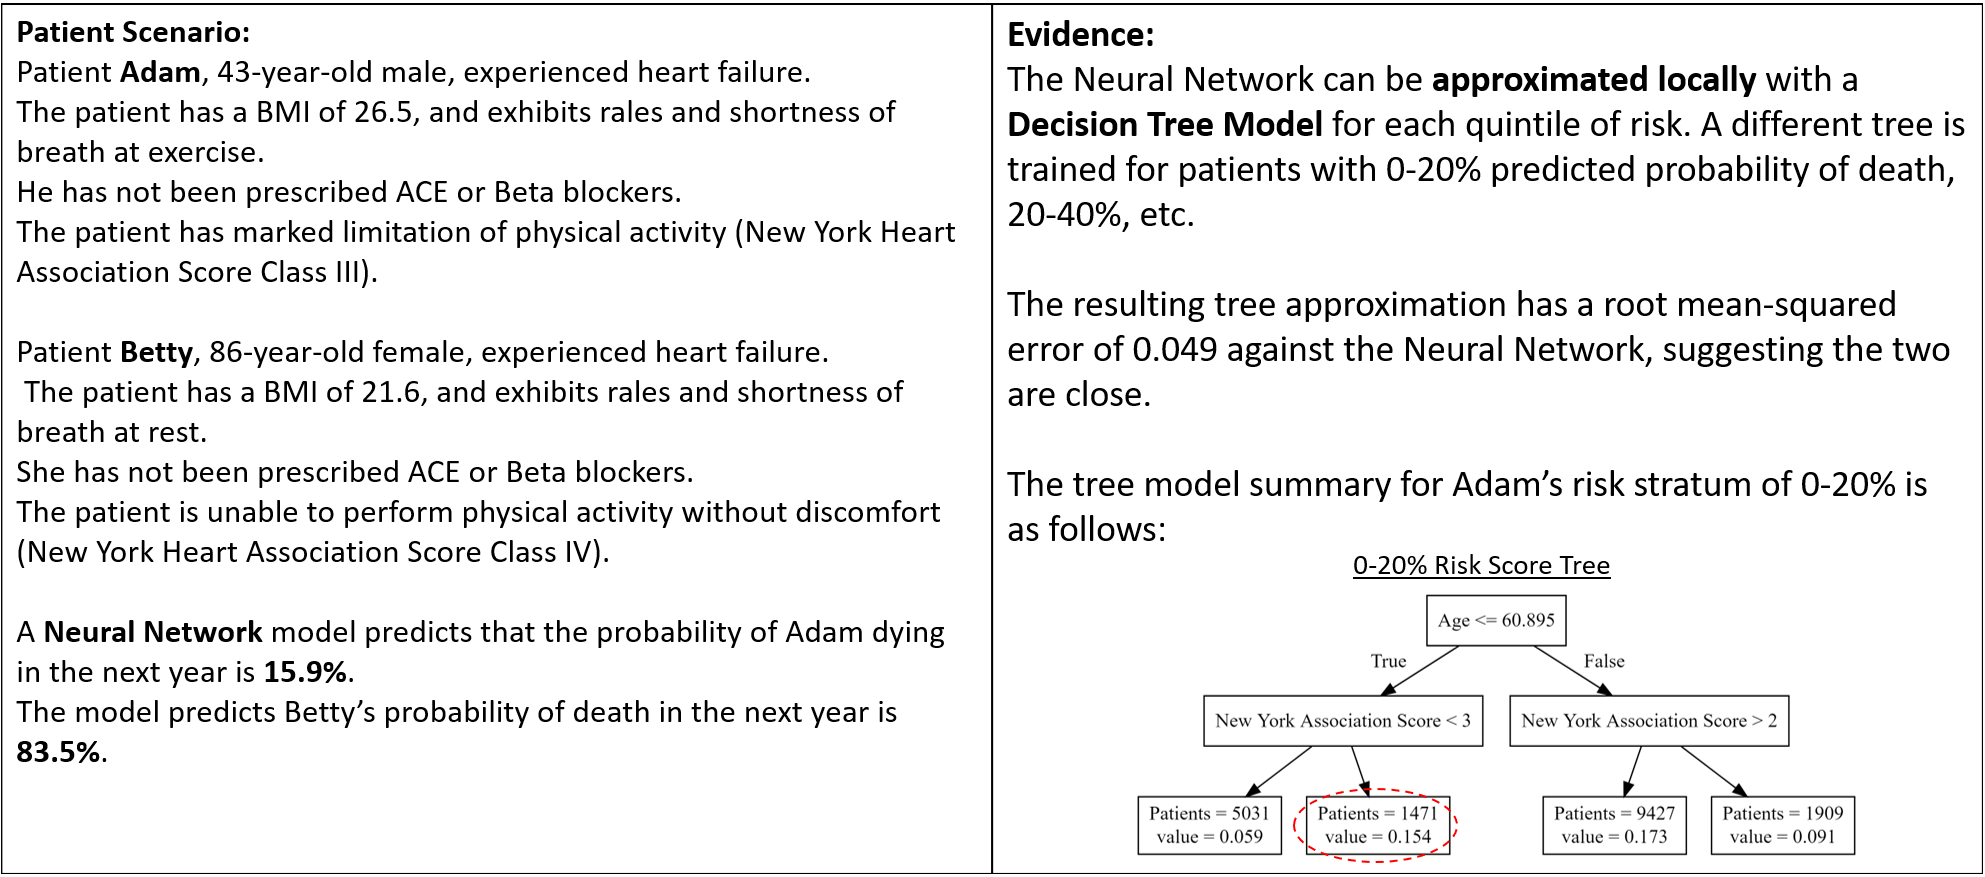 Patient Scenario:
Patient Adam, 43-year-old male, experienced heart failure.
The patient has a BMI of 26.5, and exhibits rales and shortness of
breath at exercise.
He has not been prescribed ACE or Beta blockers.
The patient has marked limitation of physical activity (New York Heart
Association Score Class III).
Patient Betty, 86-year-old female, experienced heart failure.
The patient has a BMI of 21.6, and exhibits rales and shortness of
breath at rest.
She has not been prescribed ACE or Beta blockers.
The patient is unable to perform physical activity without discomfort
(New York Heart Association Score Class IV).
A Neural Network model predicts that the probability of Adam dying
in the next year is 15.9%.
The model predicts Betty’s probability of death in the next year is
83.5%.
Evidence:
The Neural Network can be approximated locally with a
Decision Tree Model for each quintile of risk. A different tree is
trained for patients with 0-20% predicted probability of death,
20-40%, etc.
The resulting tree approximation has a root mean-squared
error of 0.049 against the Neural Network, suggesting the two
are close.
The tree model summary for Adam’s risk stratum of 0-20% is
as follows:
0-20% Risk Score Tree
Age <= 60.895
True
False
New York Association Score < 3
New York Association Score > 2
Patients = 5031
value = 0.059
Patients = 1471
value = 0.154
Patients = 9427
value = 0.173
Patients = 1909
value = 0.091